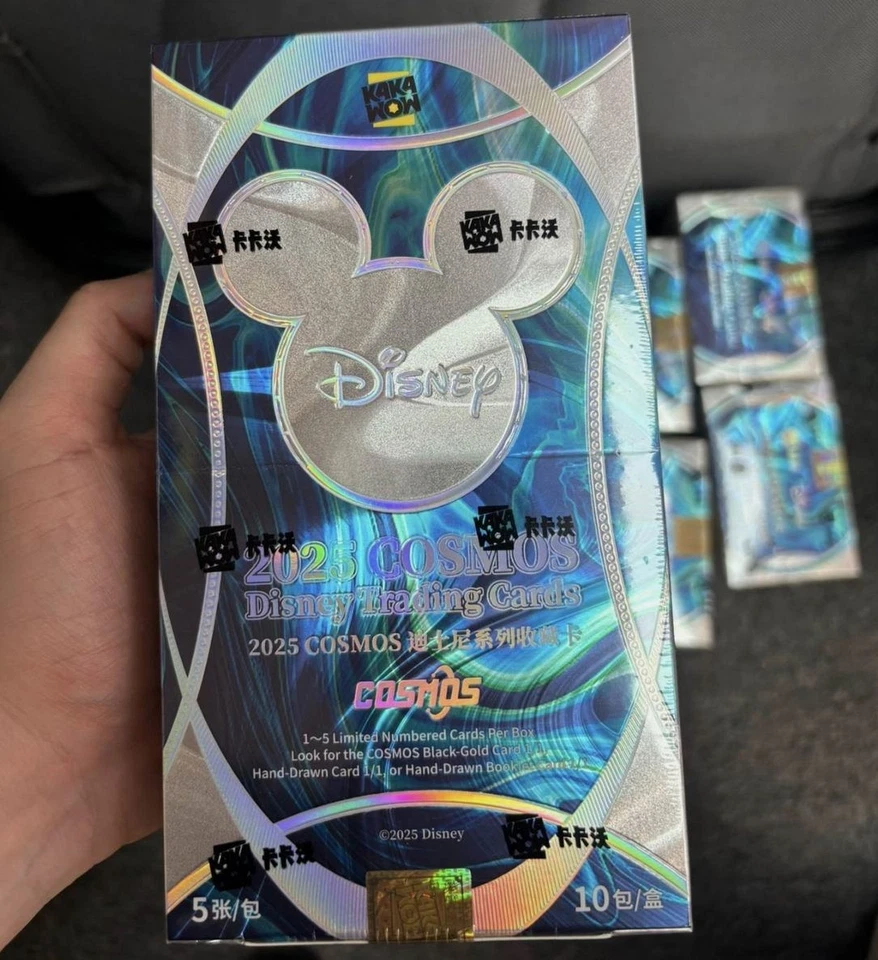 KAKA
WOW
KAKA 卡卡沃
KAKA 卡卡沃
Disney
KAKA 卡卡沃
KAKA 卡卡沃
2025 COSMOS
Disney Trading Cards
2025 COSMOS 迪士尼系列收藏卡
COSMOS
1～5 Limited Numbered Cards Per Box
Look for the COSMOS Black-Gold Card 1/1,
Hand-Drawn Card 1/1, or Hand-Drawn Booklet Card 1/1.
©2025 Disney
KAKA 卡卡沃
KAKA 卡卡沃
5张/包
10包/盒